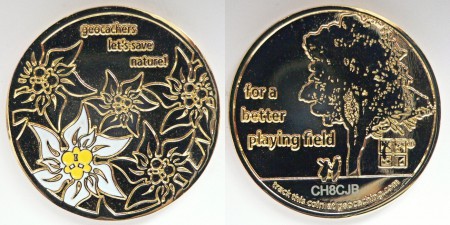 geocachers
let's save
nature!
for a
better
playing field
CH8CJB
track this coin at geocaching.com